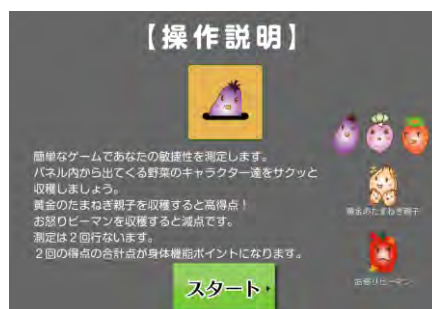 【操作説明】
簡単なゲームであなたの敏捷性を測定します。
パネル内から出てくる野菜のキャラクター達をサクッと
収穫しましょう。
黄金のたまねぎ親子を収穫すると高得点！
お怒りピーマンを収穫すると減点です。
測定は２回行ないます。
２回の得点の合計点が身体機能ポイントになります。
黄金のたまねぎ親子
お怒りピーマン
スタート